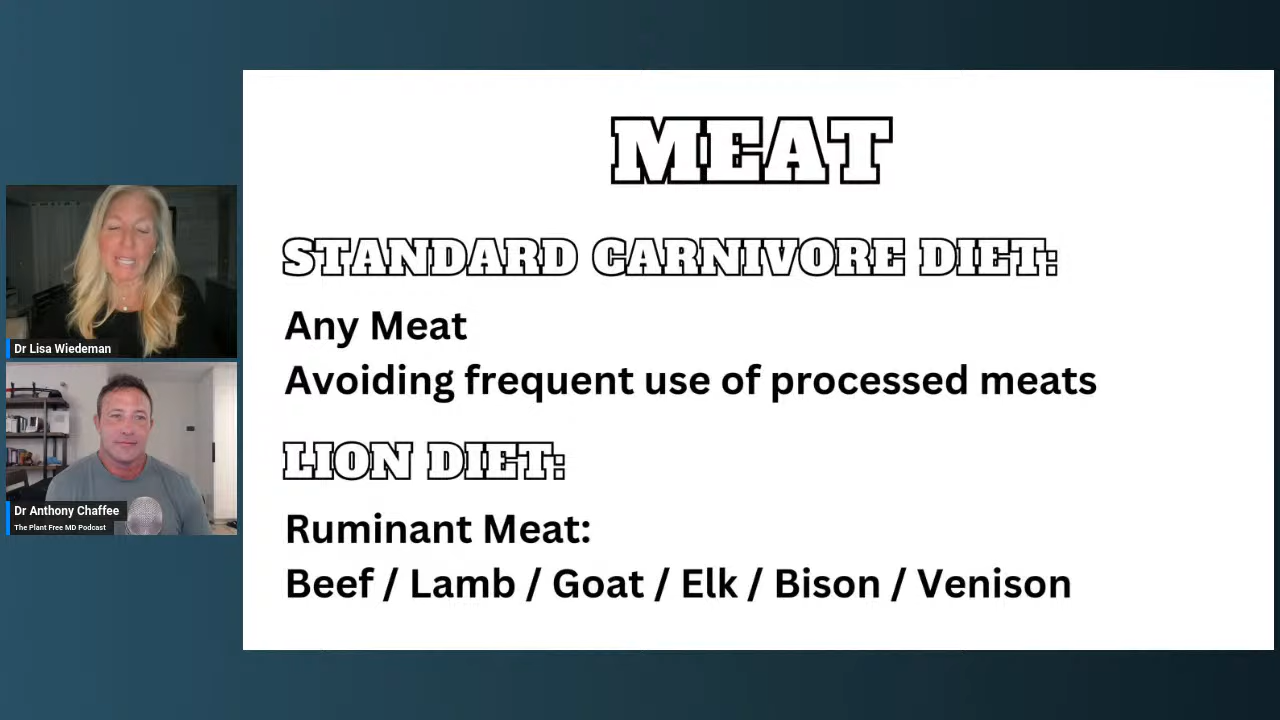 MEAT
STANDARD CARNIVORE DIET:
Any Meat
Avoiding frequent use of processed meats
LION DIET:
Ruminant Meat:
Beef / Lamb / Goat / Elk / Bison / Venison
Dr Lisa Wiedeman
Dr Anthony Chaffee
The Plant Free MD Podcast